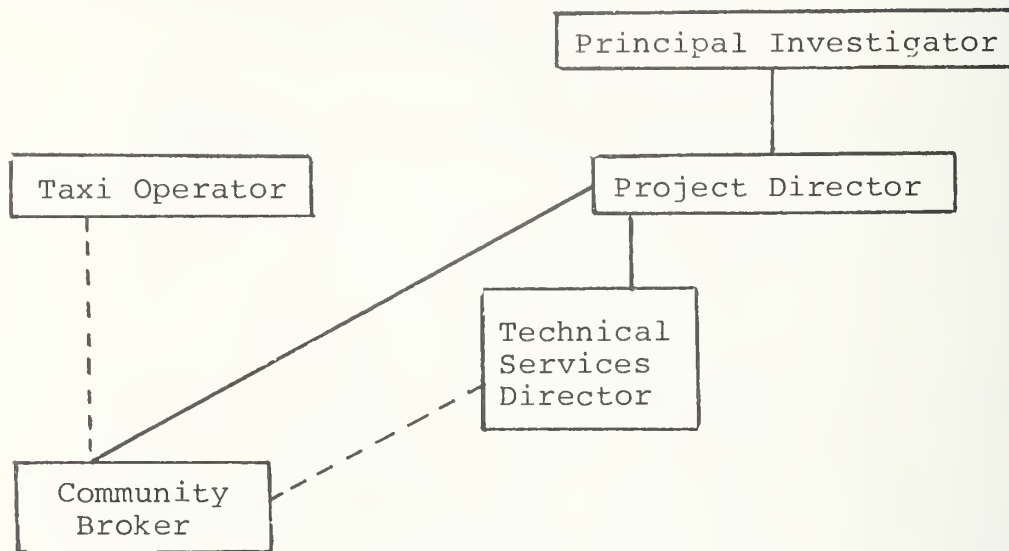 Principal Investigator
Taxi Operator
Project Director
Technical
Services
Director
Community
Broker